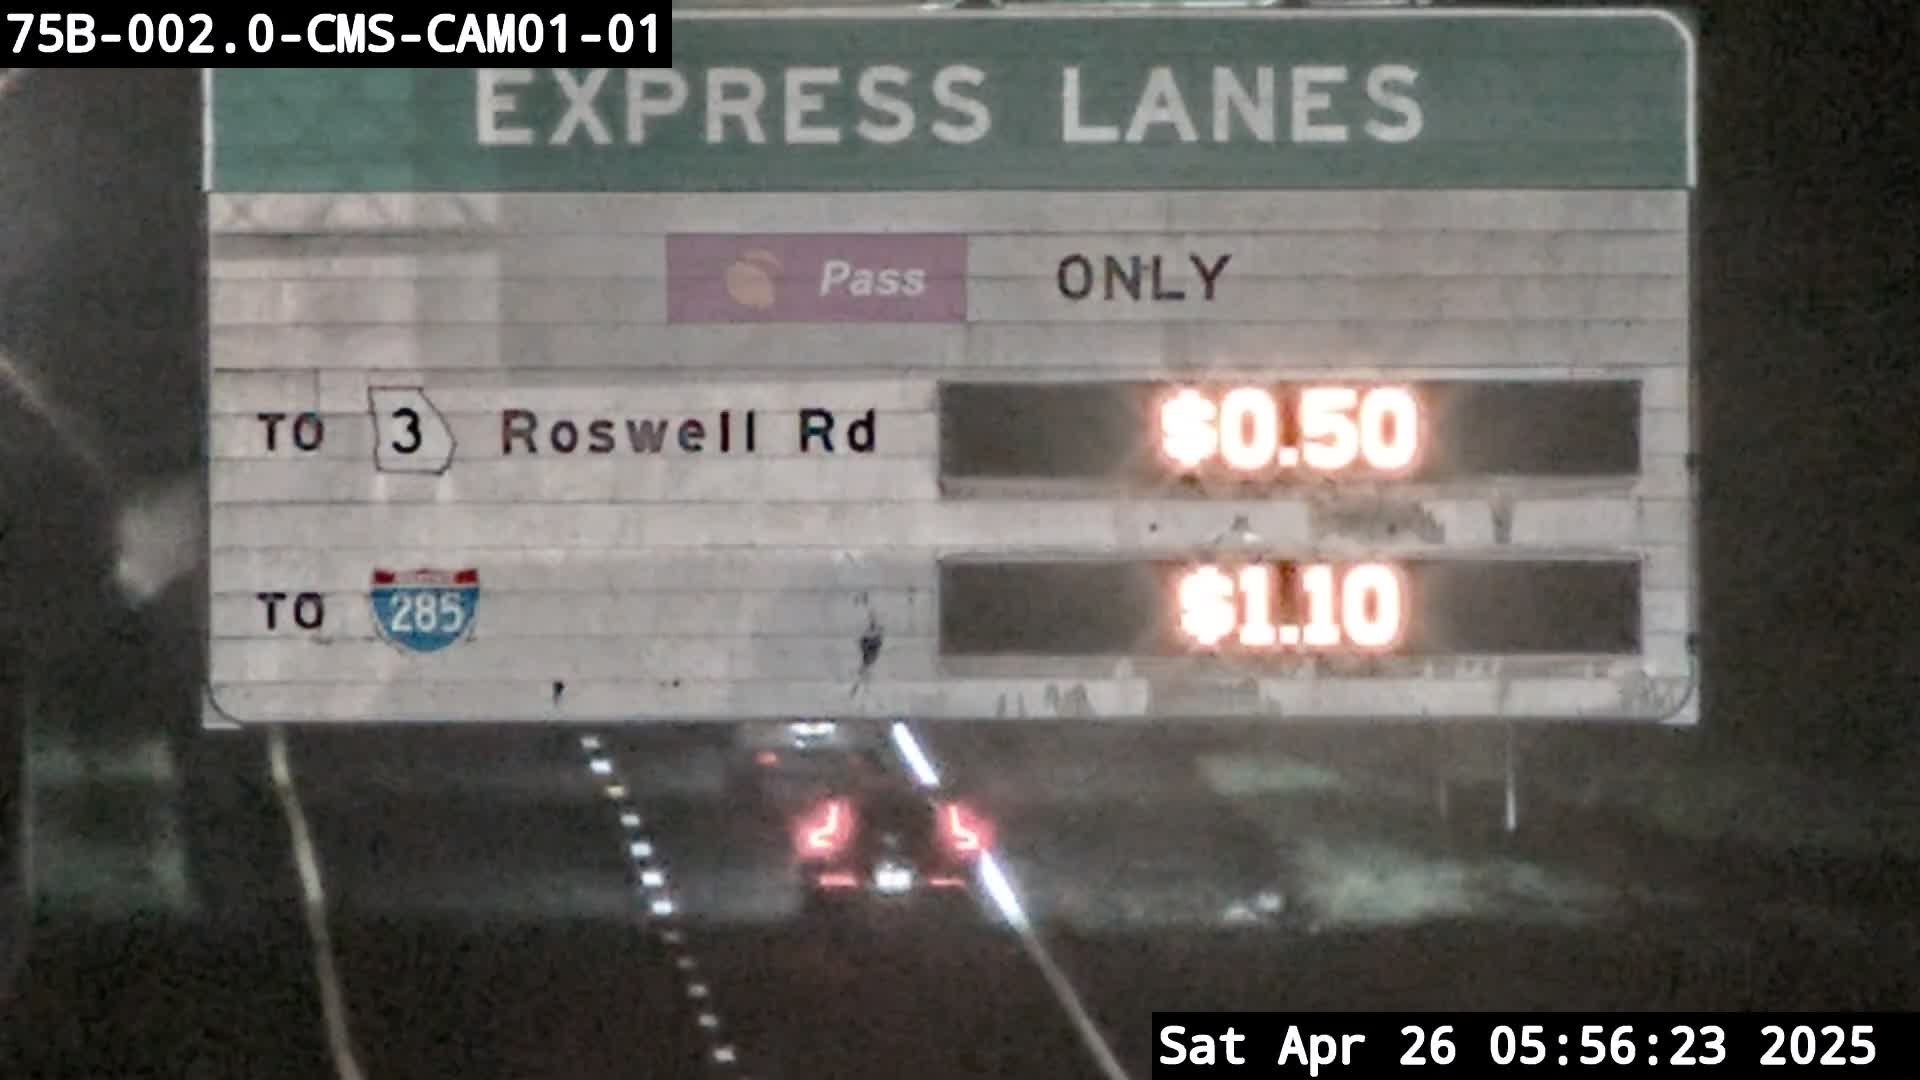 75B-002.0-CMS-CAM01-01
EXPRESS LANES
Pass ONLY
TO 3 Roswell Rd $0.50
TO 285 $1.10
Sat Apr 26 05:56:23 2025